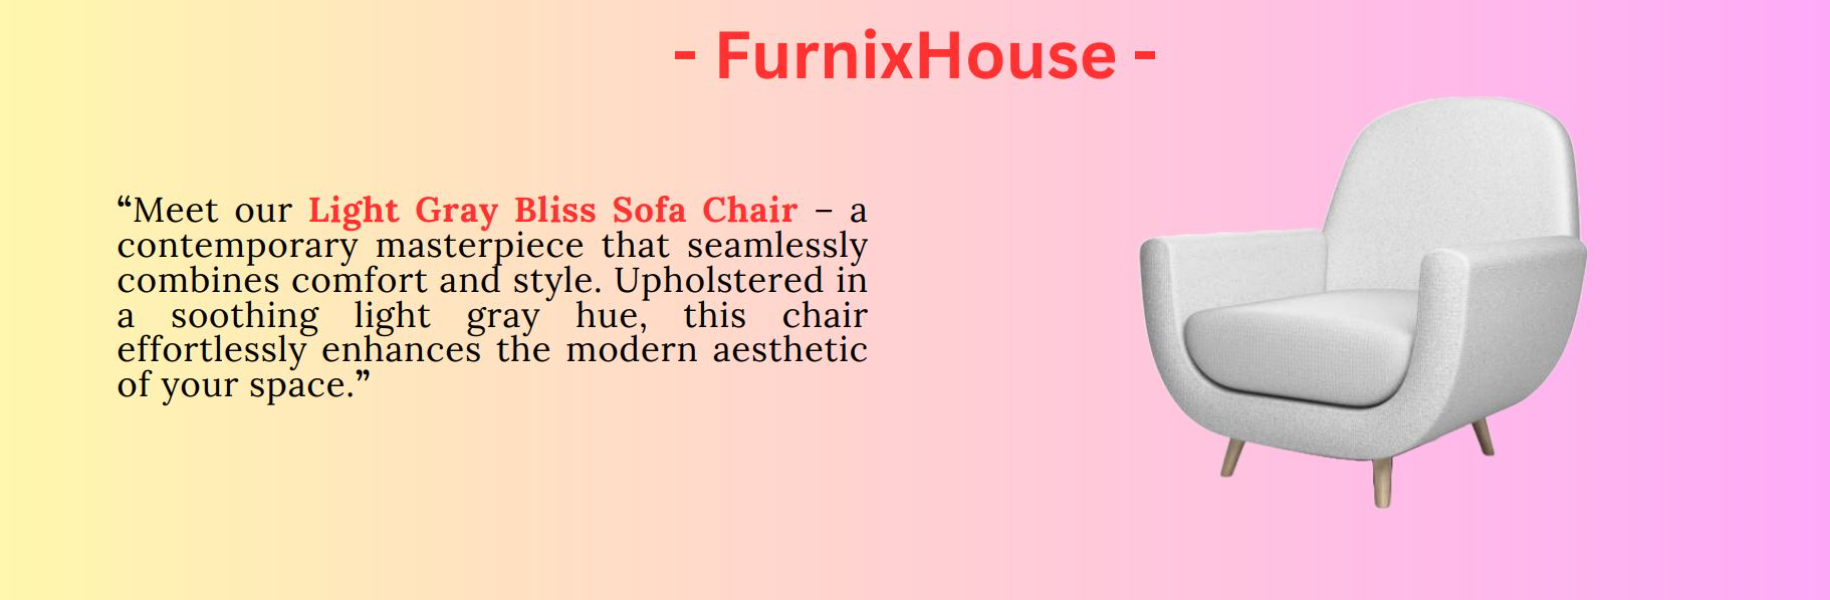 - FurnixHouse -
“Meet our Light Gray Bliss Sofa Chair – a
contemporary masterpiece that seamlessly
combines comfort and style. Upholstered in
a soothing light gray hue, this chair
effortlessly enhances the modern aesthetic
of your space.”